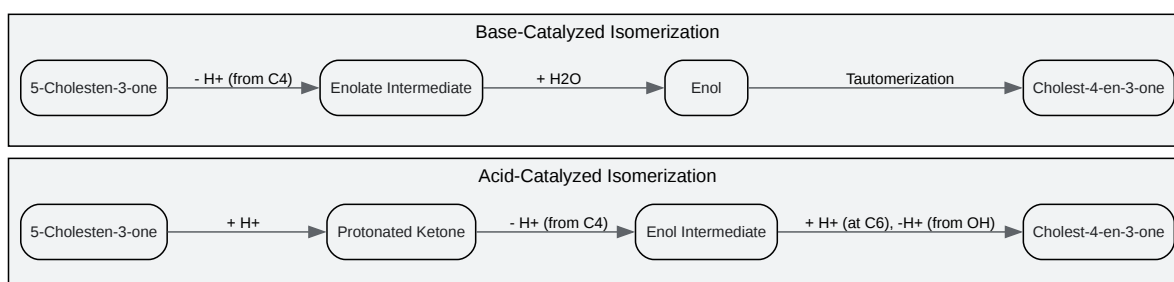 Base-Catalyzed Isomerization
5-Cholesten-3-one
- H+ (from C4)
Enolate Intermediate
+ H2O
Enol
Tautomerization
Cholest-4-en-3-one
Acid-Catalyzed Isomerization
5-Cholesten-3-one
+ H+
Protonated Ketone
- H+ (from C4)
Enol Intermediate
+ H+ (at C6), -H+ (from OH)
Cholest-4-en-3-one